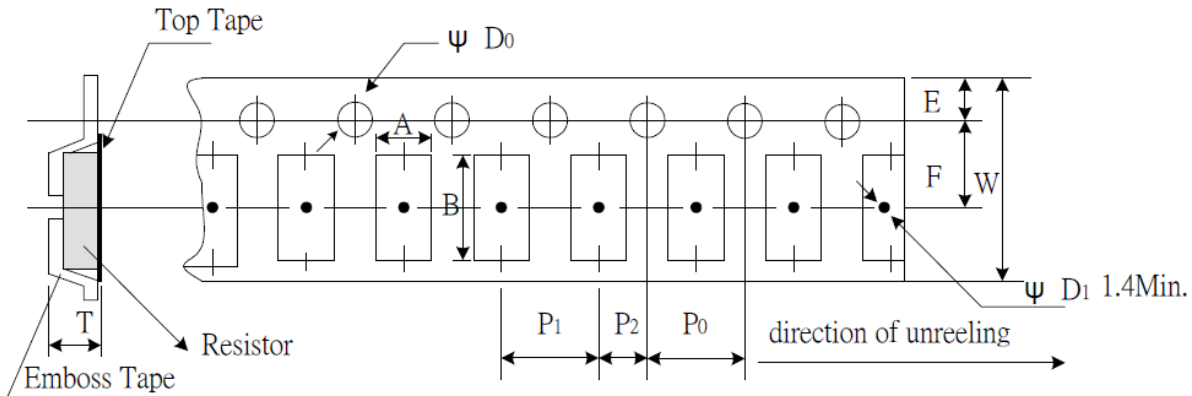 Top Tape
ψ D0
E
A
F
W
B
ψ D1 1.4Min.
T
P1
P2
P0
direction of unreeling
Resistor
Emboss Tape